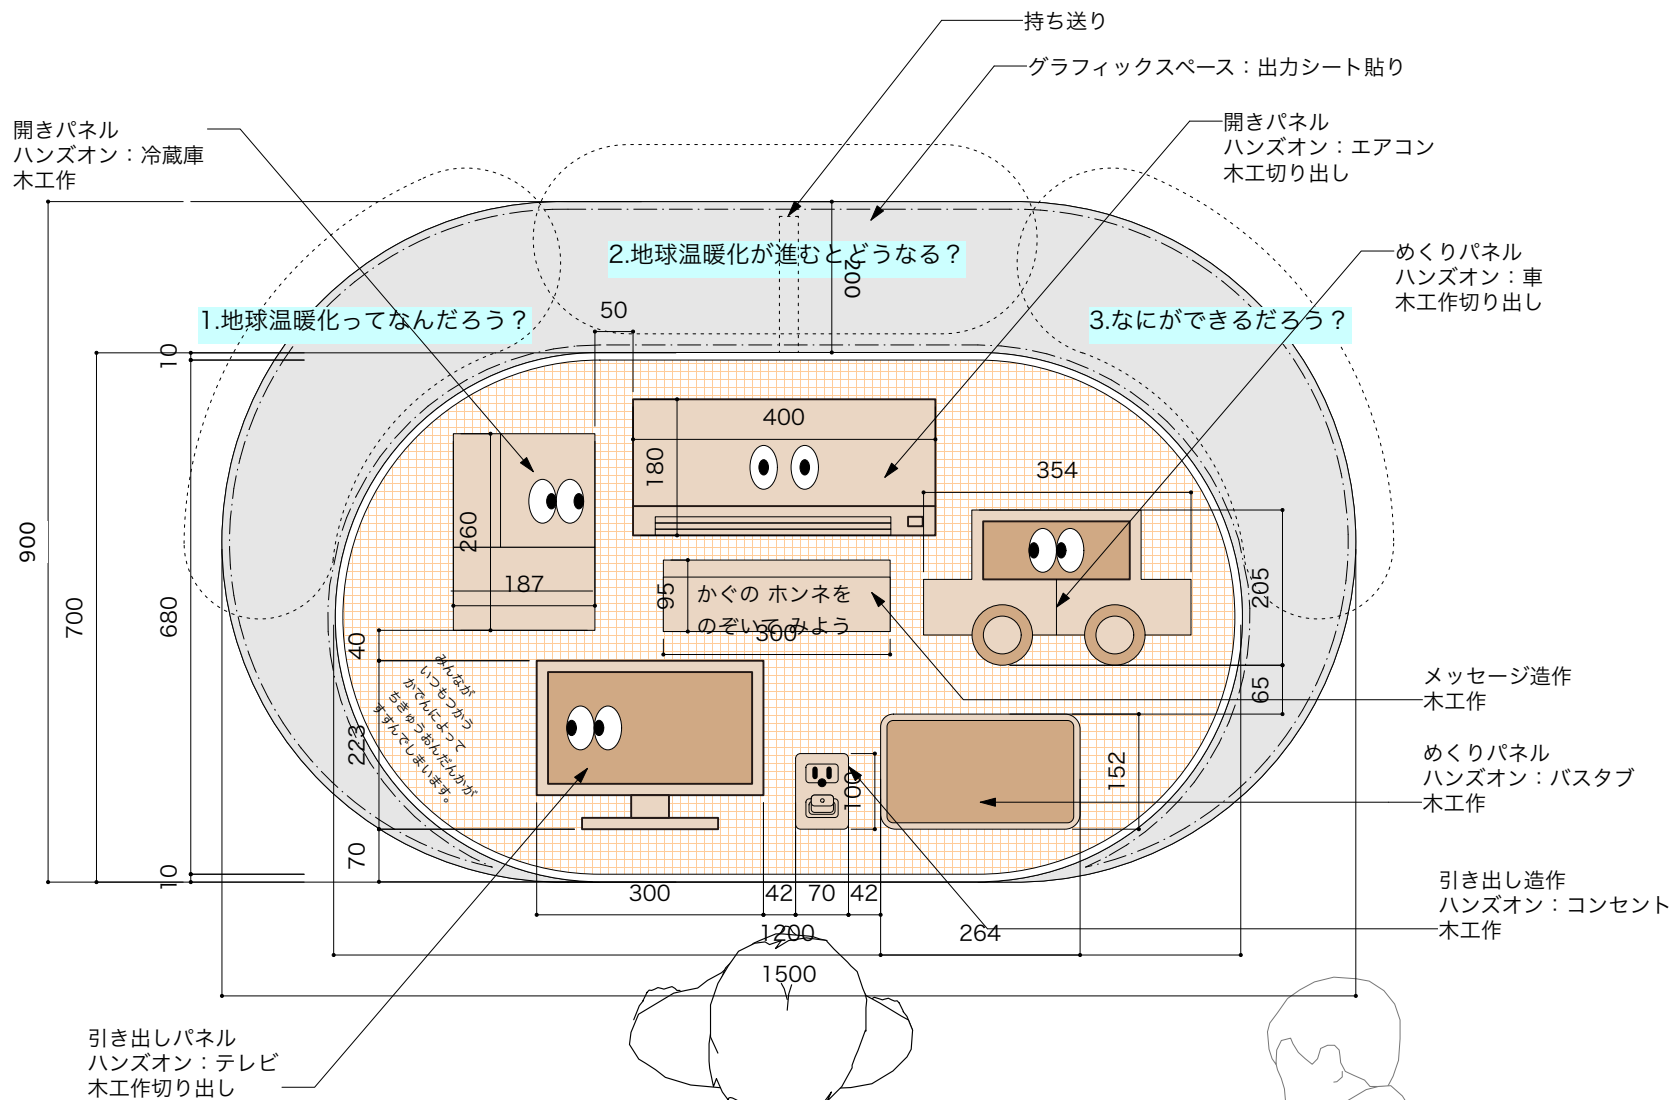 持ち送り
グラフィックスペース：出力シート貼り
開きパネル
ハンズオン：冷蔵庫
木工作
開きパネル
ハンズオン：エアコン
木工切り出し
めくりパネル
ハンズオン：車
木工作切り出し
2.地球温暖化が進むとどうなる？
200
1.地球温暖化ってなんだろう？
3.なにができるだろう？
50
10
400
180
354
260
187
900
700
680
205
95
かぐの ホンネを
のぞいて みよう
300
40
みんなが
いつもつかう
かでんによって
ちきゅうおんだんかが
すすんでしまいます。
223
65
メッセージ造作
木工作
めくりパネル
ハンズオン：バスタブ
木工作
152
100
70
10
300
42
70
42
引き出し造作
ハンズオン：コンセント
木工作
1200
264
1500
引き出しパネル
ハンズオン：テレビ
木工作切り出し